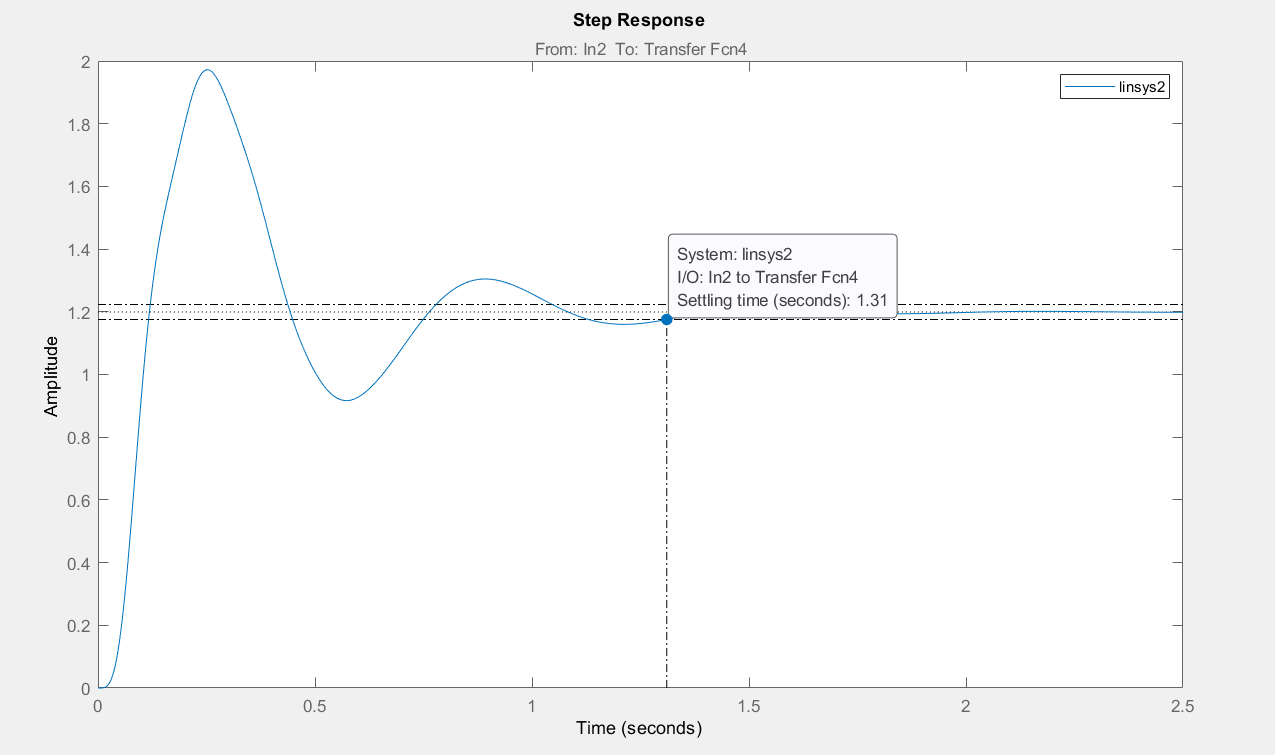 Step Response
From: In2 To: Transfer Fcn4
linsys2
2
1.8
1.6
1.4
1.2
1
0.8
0.6
0.4
0.2
0
Amplitude
System: linsys2
I/O: In2 to Transfer Fcn4
Settling time (seconds): 1.31
0
0.5
1
1.5
2
2.5
Time (seconds)